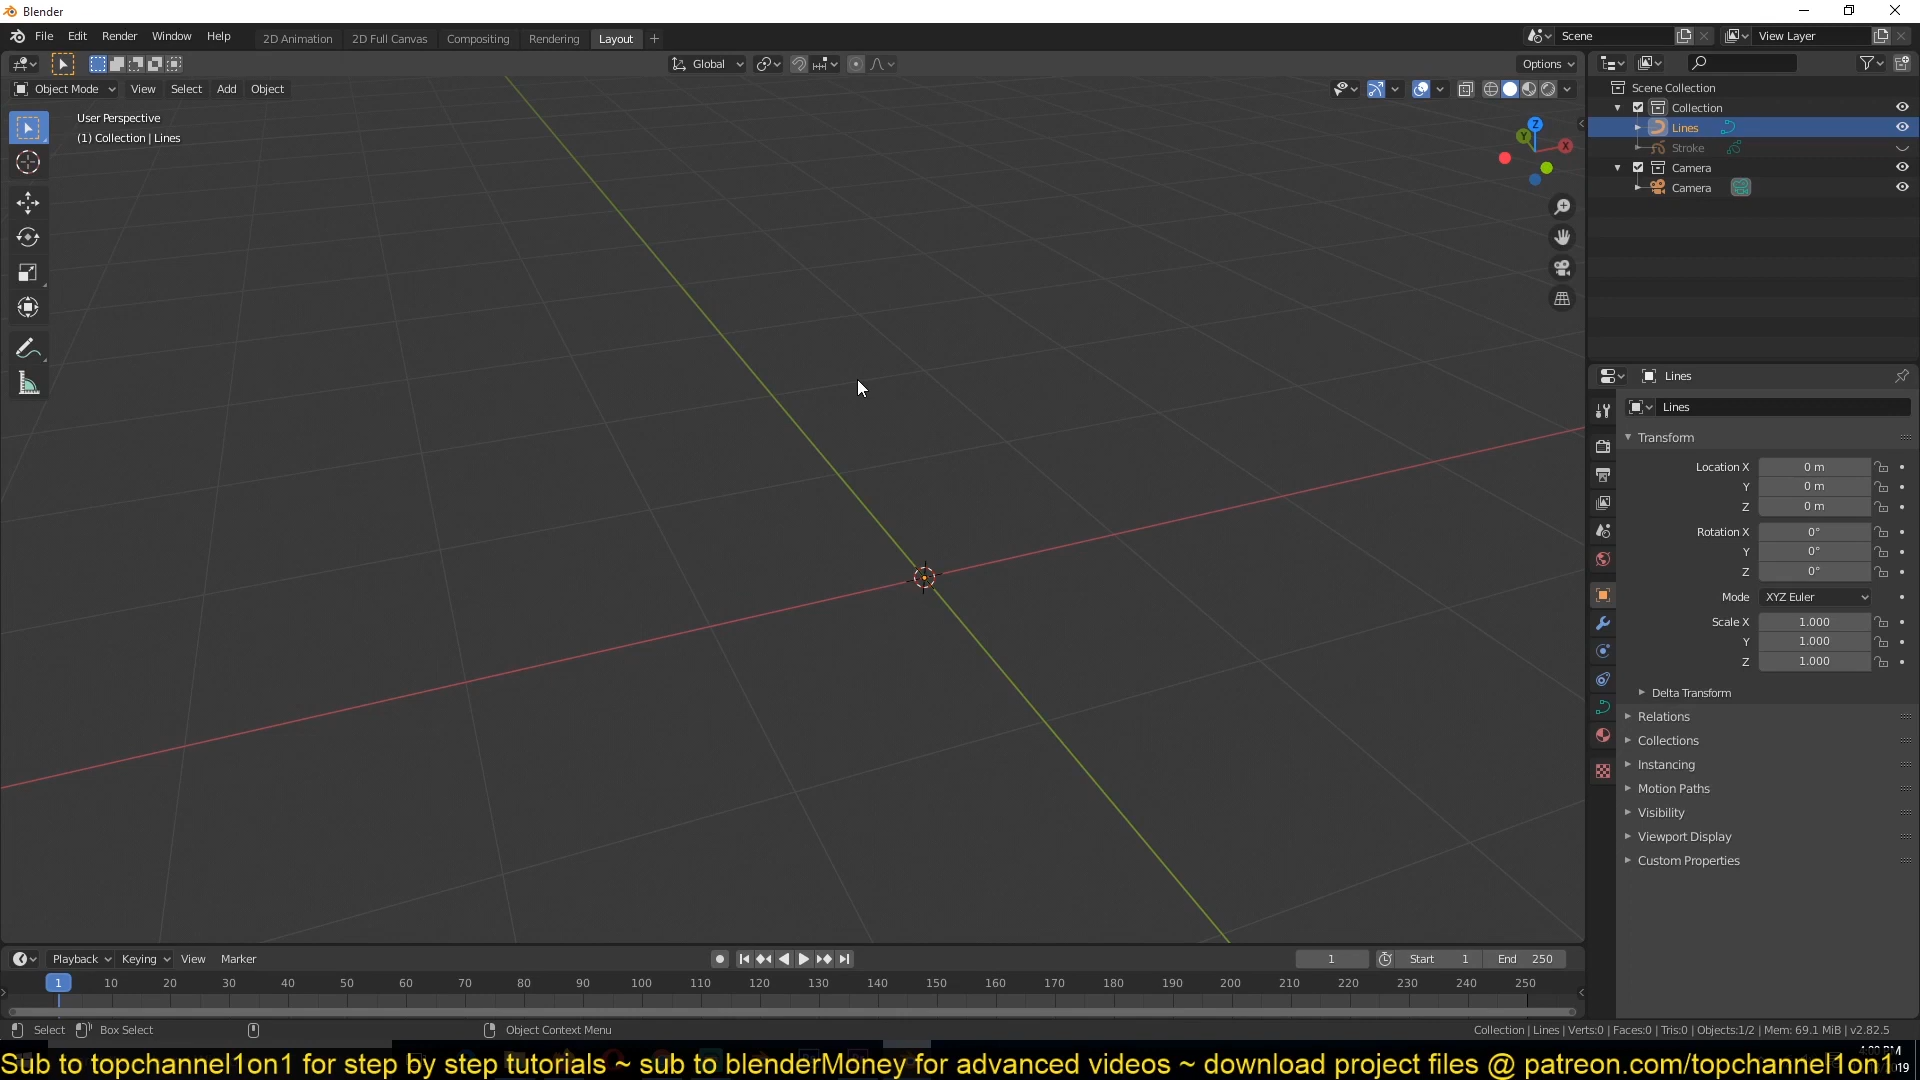 Blender
File Edit Render Window Help 2D Animation 2D Full Canvas Compositing Rendering Layout + Scene View Layer
Global Options
Object Mode View Select Add Object
User Perspective
(1) Collection | Lines
Z
Y
X
Scene Collection
Collection
Lines
Stroke
Camera
Camera
Lines
Lines
Transform
Location X 0 m
Y 0 m
Z 0 m
Rotation X 0°
Y 0°
Z 0°
Mode XYZ Euler
Scale X 1.000
Y 1.000
Z 1.000
Delta Transform
Relations
Collections
Instancing
Motion Paths
Visibility
Viewport Display
Custom Properties
Playback Keying View Marker 1 Start 1 End 250
1 10 20 30 40 50 60 70 80 90 100 110 120 130 140 150 160 170 180 190 200 210 220 230 240 250
Select Box Select Object Context Menu Collection | Lines | Verts:0 | Faces:0 | Tris:0 | Objects:1/2 | Mem: 69.1 MiB | v2.82.5
Sub to topchannel1on1 for step by step tutorials ~ sub to blenderMoney for advanced videos ~ download project files @ patreon.com/topchannel1on1